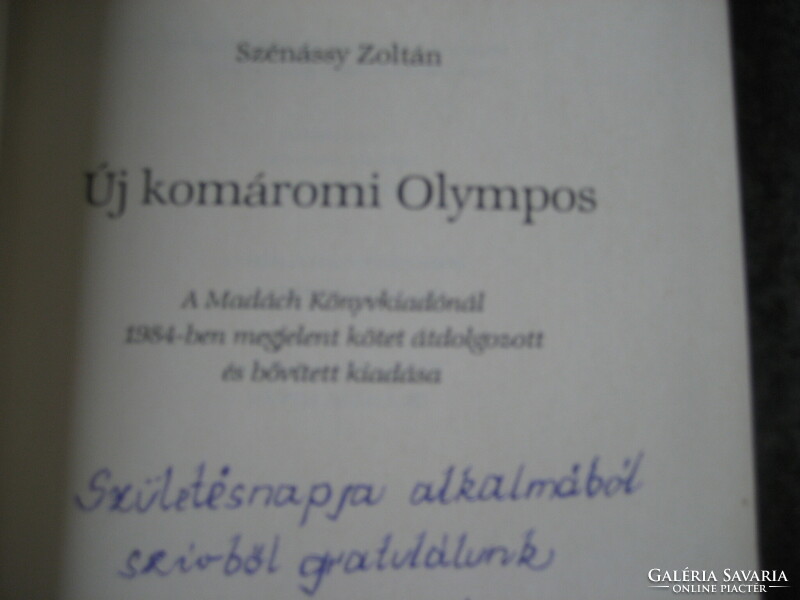 Szénássy Zoltán
Új komáromi Olympos
A Madách Könyvkiadónál
1984-ben megjelent kötet átdolgozott
és bővített kiadása
Születésnapja alkalmából
szivből gratulálunk
GALÉRIA SAVARIA
ONLINE PIACTÉR